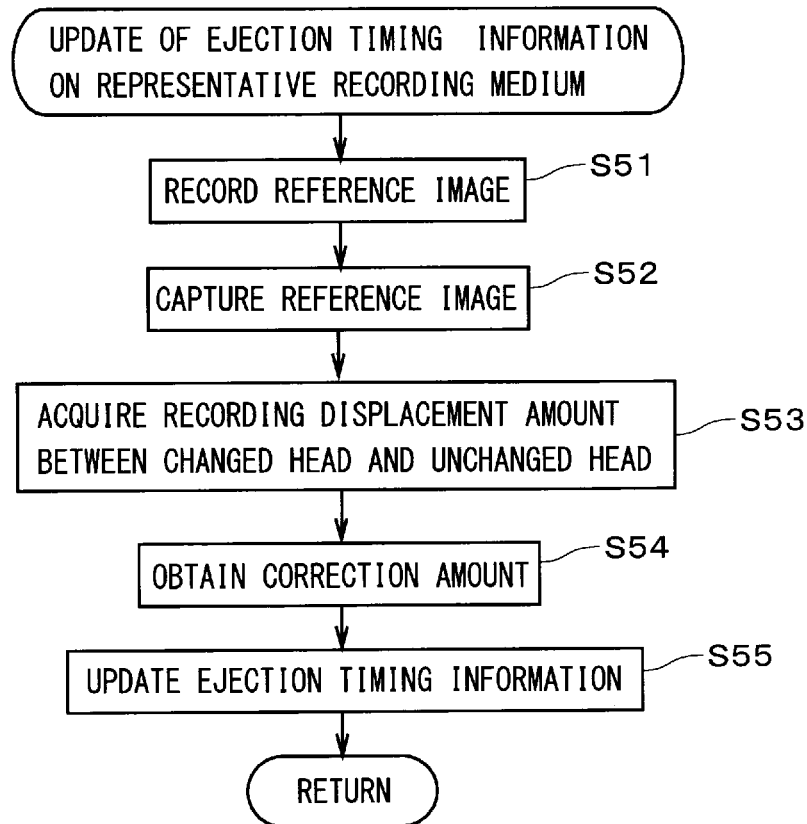 UPDATE OF EJECTION TIMING INFORMATION
ON REPRESENTATIVE RECORDING MEDIUM
RECORD REFERENCE IMAGE
S51
CAPTURE REFERENCE IMAGE
S52
ACQUIRE RECORDING DISPLACEMENT AMOUNT
BETWEEN CHANGED HEAD AND UNCHANGED HEAD
S53
OBTAIN CORRECTION AMOUNT
S54
UPDATE EJECTION TIMING INFORMATION
S55
RETURN